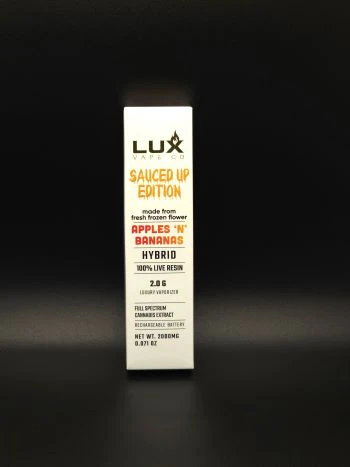 LUX
VAPE CO
SAUCED UP
EDITION
made from
fresh frozen flower
APPLES 'N'
BANANAS
HYBRID
100% LIVE RESIN
2.0 G
LUXURY VAPORIZER
FULL SPECTRUM
CANNABIS EXTRACT
RECHARGEABLE BATTERY
NET WT. 2000MG
0.071 OZ